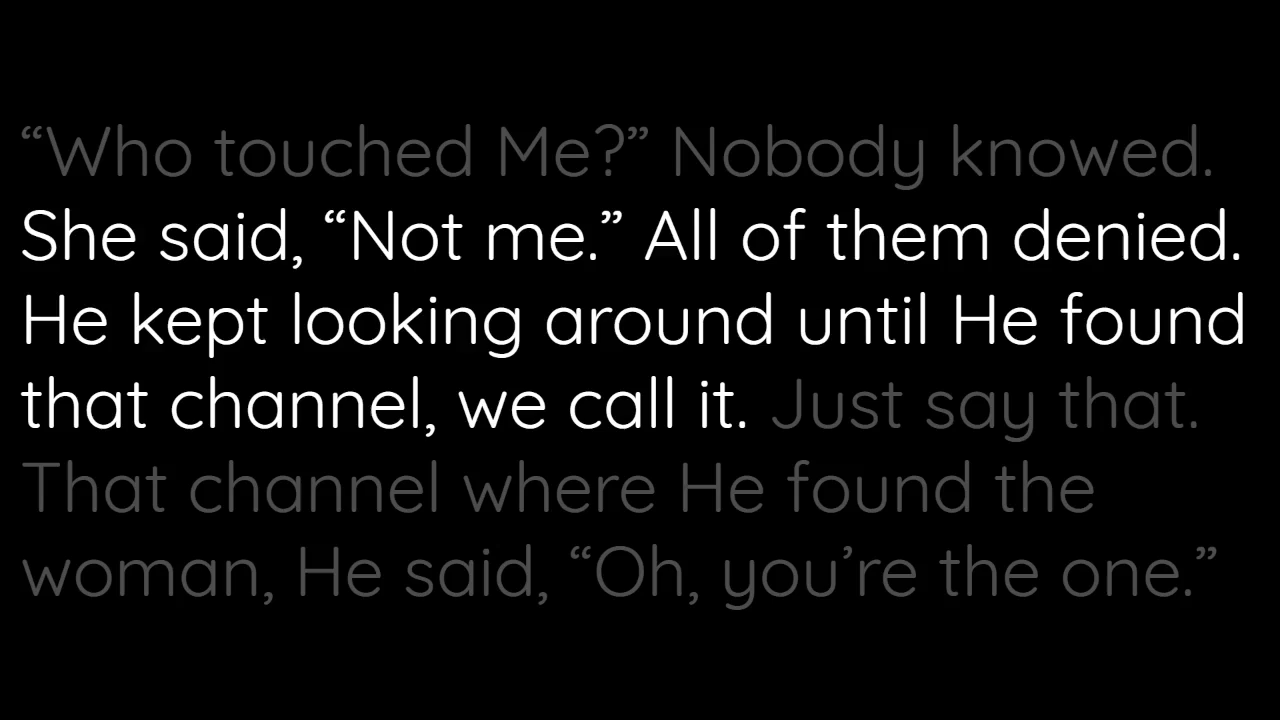 “Who touched Me?” Nobody knowed.
She said, “Not me.” All of them denied.
He kept looking around until He found
that channel, we call it. Just say that.
That channel where He found the
woman, He said, “Oh, you’re the one.”